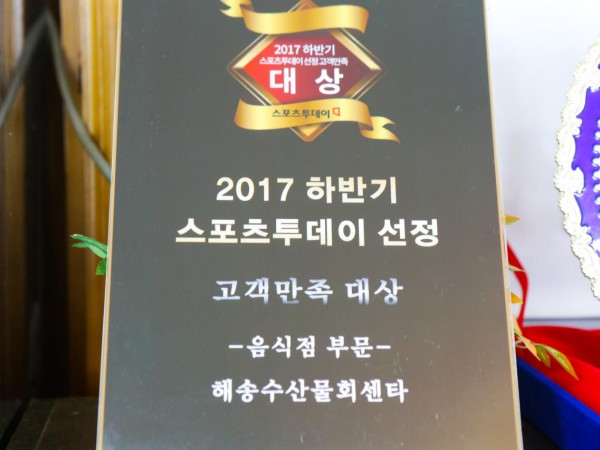 2017 하반기
스포츠투데이 선정 고객만족
대 상
스포츠투데이
2017 하반기
스포츠투데이 선정
고객만족 대상
-음식점 부문-
해송수산물회센타